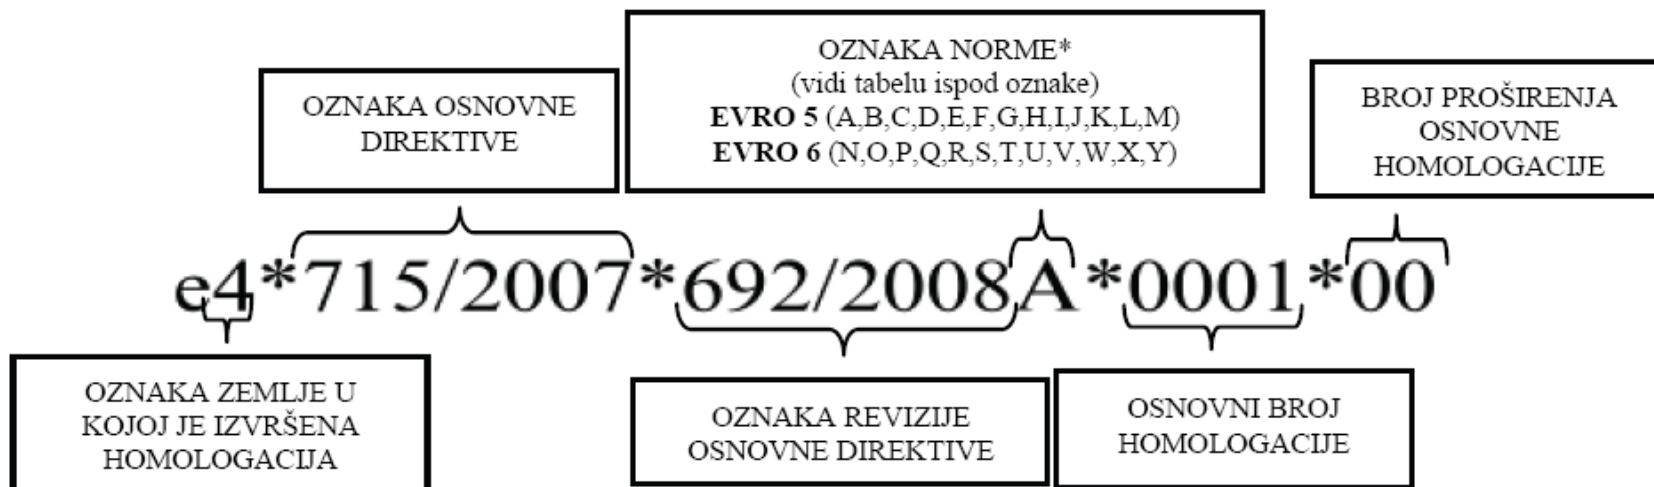 OZNAKA OSNOVNE
DIREKTIVE
OZNAKA NORME*
(vidi tabelu ispod oznake)
EVRO 5 (A,B,C,D,E,F,G,H,I,J,K,L,M)
EVRO 6 (N,O,P,Q,R,S,T,U,V,W,X,Y)
BROJ PROŠIRENJA
OSNOVNE
HOMOLOGACIJE
e4*715/2007*692/2008A*0001*00
OZNAKA ZEMLJE U
KOJOJ JE IZVRŠENA
HOMOLOGACIJA
OZNAKA REVIZIJE
OSNOVNE DIREKTIVE
OSNOVNI BROJ
HOMOLOGACIJE